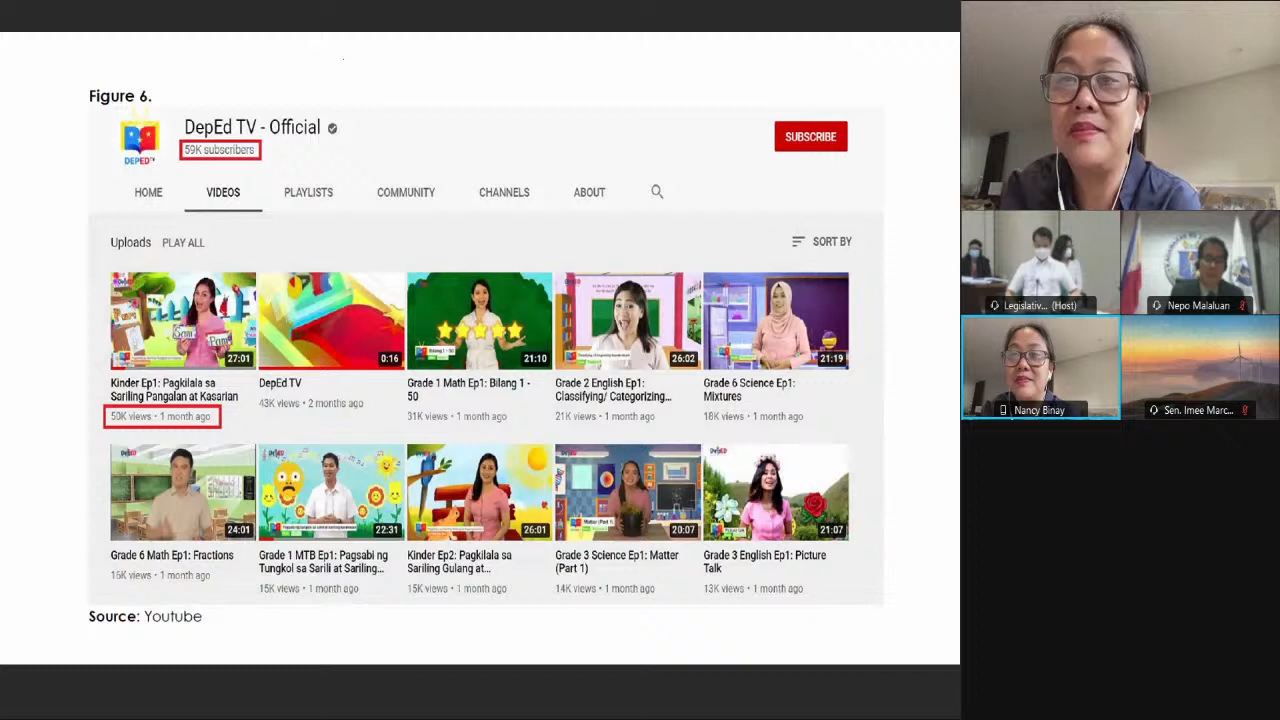 Figure 6.
DEPED TV
DepEd TV - Official
59K subscribers
SUBSCRIBE
HOME VIDEOS PLAYLISTS COMMUNITY CHANNELS ABOUT
Uploads PLAY ALL SORT BY
27:01 0:16 21:10 26:02 21:19
Kinder Ep1: Pagkilala sa
Sariling Pangalan at Kasarian
50K views • 1 month ago
DepEd TV
43K views • 2 months ago
Grade 1 Math Ep1: Bilang 1 -
50
31K views • 1 month ago
Grade 2 English Ep1:
Classifying/ Categorizing...
21K views • 1 month ago
Grade 6 Science Ep1:
Mixtures
18K views • 1 month ago
24:01 22:31 26:01 20:07 21:07
Grade 6 Math Ep1: Fractions
16K views • 1 month ago
Grade 1 MTB Ep1: Pagsabi ng
Tungkol sa Sarili at Sariling...
15K views • 1 month ago
Kinder Ep2: Pagkilala sa
Sariling Gulang at...
15K views • 1 month ago
Grade 3 Science Ep1: Matter
(Part 1)
14K views • 1 month ago
Grade 3 English Ep1: Picture
Talk
13K views • 1 month ago
Source: Youtube
Legislativ... (Host)
Nepo Malaluan
Nancy Binay
Sen. Imee Marc...